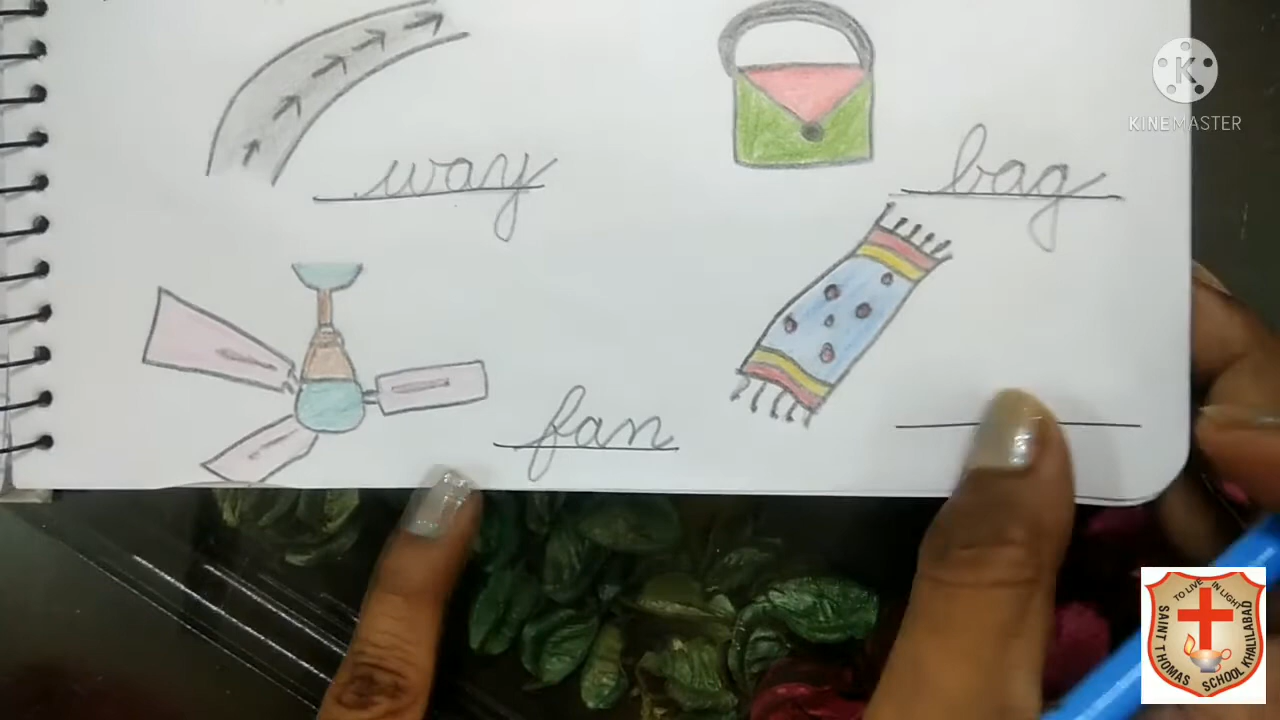 way
bag
fan
KINEMASTER
TO LIVE IN LIGHT
SAINT THOMAS SCHOOL KHALILABAD